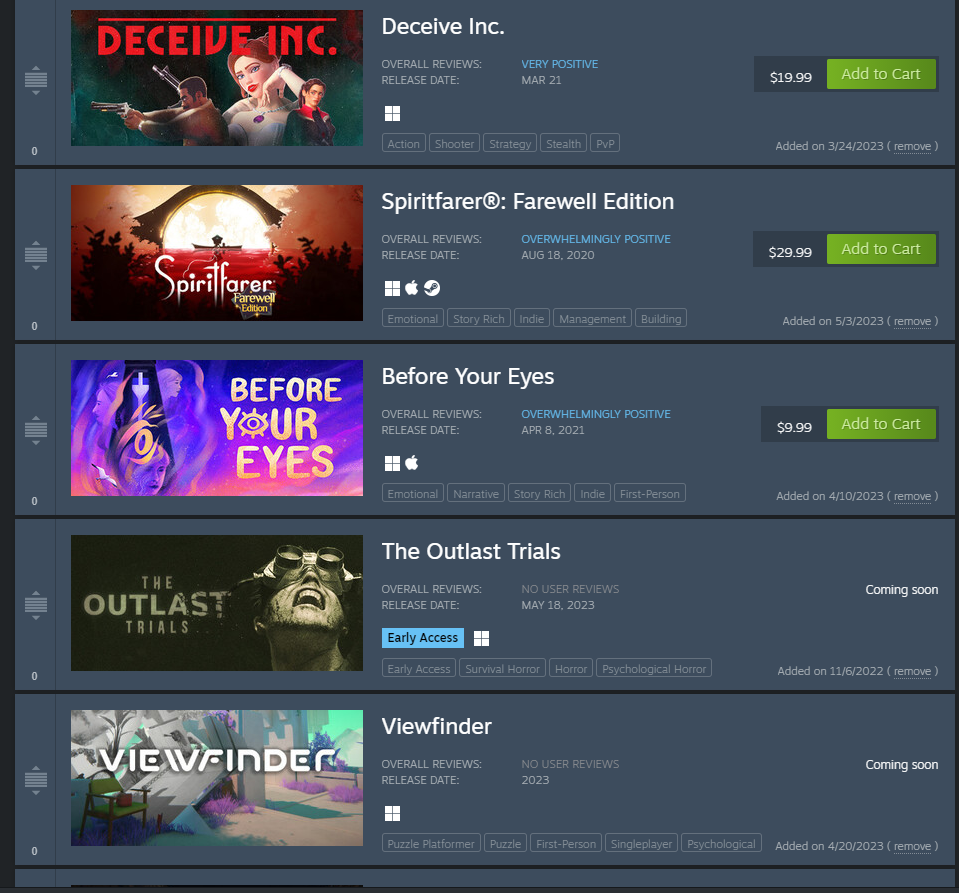 DECEIVE INC.
Deceive Inc.
OVERALL REVIEWS: VERY POSITIVE
RELEASE DATE: MAR 21
$19.99 Add to Cart
Action Shooter Strategy Stealth PvP
0
Added on 3/24/2023 ( remove )
Spiritfarer
Farewell
Edition
Spiritfarer®: Farewell Edition
OVERALL REVIEWS: OVERWHELMINGLY POSITIVE
RELEASE DATE: AUG 18, 2020
$29.99 Add to Cart
Emotional Story Rich Indie Management Building
0
Added on 5/3/2023 ( remove )
BEFORE
YOUR
EYES
Before Your Eyes
OVERALL REVIEWS: OVERWHELMINGLY POSITIVE
RELEASE DATE: APR 8, 2021
$9.99 Add to Cart
Emotional Narrative Story Rich Indie First-Person
0
Added on 4/10/2023 ( remove )
THE
OUTLAST
TRIALS
The Outlast Trials
OVERALL REVIEWS: NO USER REVIEWS
RELEASE DATE: MAY 18, 2023
Coming soon
Early Access
Early Access Survival Horror Horror Psychological Horror
0
Added on 11/6/2022 ( remove )
VIEWFINDER
Viewfinder
OVERALL REVIEWS: NO USER REVIEWS
RELEASE DATE: 2023
Coming soon
Puzzle Platformer Puzzle First-Person Singleplayer Psychological
0
Added on 4/20/2023 ( remove )